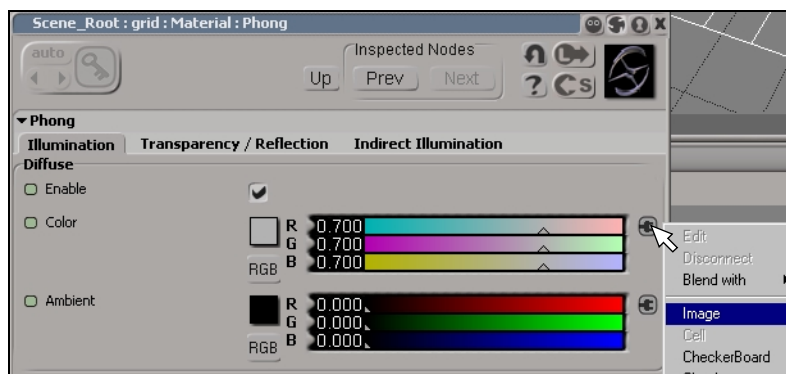 Scene_Root : grid : Material : Phong
auto
Inspected Nodes
Up Prev Next
? S
Phong
Illumination Transparency / Reflection Indirect Illumination
Diffuse
Enable
Color
R 0.700
G 0.700
B 0.700
RGB
Ambient
R 0.000
G 0.000
B 0.000
RGB
Edit
Disconnect
Blend with
Image
Cell
CheckerBoard